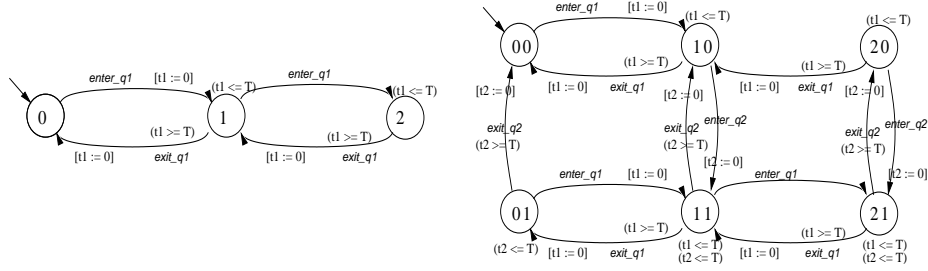 0
enter_q1
[t1 := 0]
(t1 <= T)
1
enter_q1
(t1 <= T)
2
(t1 >= T)
[t1 := 0]
exit_q1
(t1 >= T)
[t1 := 0]
exit_q1
00
enter_q1
[t1 := 0]
(t1 <= T)
10
(t1 <= T)
20
(t1 >= T)
[t1 := 0]
exit_q1
(t1 >= T)
[t1 := 0]
exit_q1
[t2 := 0]
exit_q2
(t2 >= T)
[t2 := 0]
exit_q2
(t2 >= T)
enter_q2
[t2 := 0]
[t2 := 0]
exit_q2
(t2 >= T)
enter_q2
[t2 := 0]
01
(t2 <= T)
enter_q1
[t1 := 0]
11
(t1 <= T)
(t2 <= T)
enter_q1
21
(t1 <= T)
(t2 <= T)
(t1 >= T)
[t1 := 0]
exit_q1
(t1 >= T)
[t1 := 0]
exit_q1